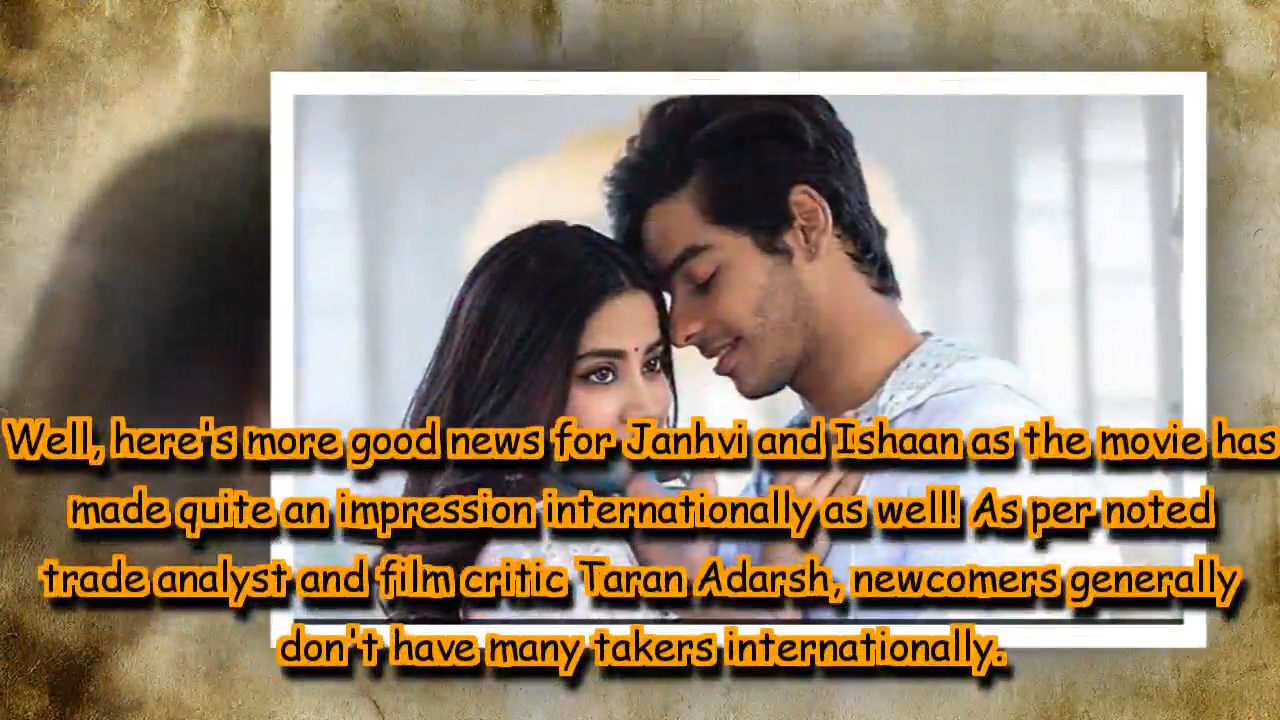 Well, here's more good news for Janhvi and Ishaan as the movie has
made quite an impression internationally as well! As per noted
trade analyst and film critic Taran Adarsh, newcomers generally
don't have many takers internationally.